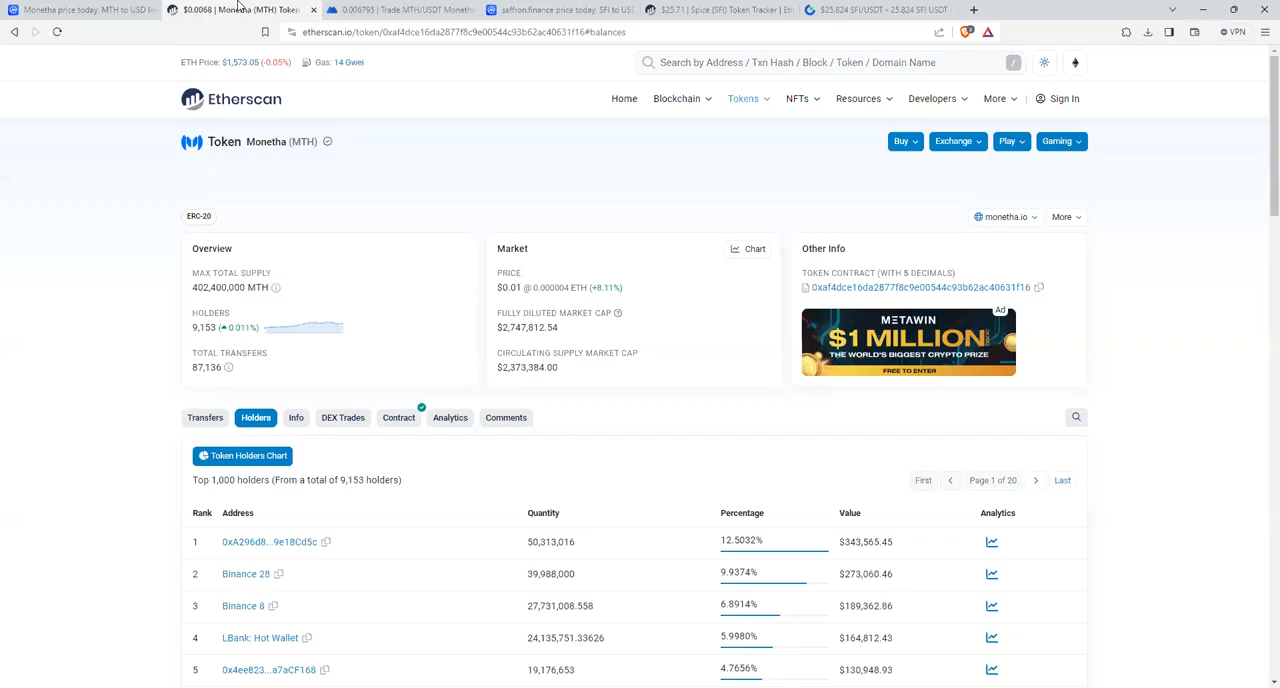 Monetha price today, MTH to USD li
$0.0068 | Monetha (MTH) Token
0.006795 | Trade MTH/USDT Moneth
saffron.finance price today, SFI to US
$25.71 | Spice (SFI) Token Tracker | Et
$25.824 SFI/USDT - 25.824 SFI USDT
etherscan.io/token/0xaf4dce16da2877f8c9e00544c93b62ac40631f16#balances
VPN
ETH Price: $1,573.05 (-0.05%) Gas: 14 Gwei
Search by Address / Txn Hash / Block / Token / Domain Name
/
Etherscan
Home Blockchain Tokens NFTs Resources Developers More | Sign In
Token Monetha (MTH)
Buy Exchange Play Gaming
ERC-20
monetha.io More
Overview
MAX TOTAL SUPPLY
402,400,000 MTH
HOLDERS
9,153 (0.011%)
TOTAL TRANSFERS
87,136
Market
Chart
PRICE
$0.01 @ 0.000004 ETH (+8.11%)
FULLY DILUTED MARKET CAP
$2,747,812.54
CIRCULATING SUPPLY MARKET CAP
$2,373,384.00
Other Info
TOKEN CONTRACT (WITH 5 DECIMALS)
0xaf4dce16da2877f8c9e00544c93b62ac40631f16
Ad
METAWIN
$1 MILLION
THE WORLD'S BIGGEST CRYPTO PRIZE
FREE TO ENTER
Transfers Holders Info DEX Trades Contract Analytics Comments
Token Holders Chart
Top 1,000 holders (From a total of 9,153 holders)
First Page 1 of 20 Last
Rank Address Quantity Percentage Value Analytics
1 0xA296d8...9e18Cd5c 50,313,016 12.5032% $343,565.45
2 Binance 28 39,988,000 9.9374% $273,060.46
3 Binance 8 27,731,008.558 6.8914% $189,362.86
4 LBank: Hot Wallet 24,135,751.33626 5.9980% $164,812.43
5 0x4ee823...a7aCF168 19,176,653 4.7656% $130,948.93